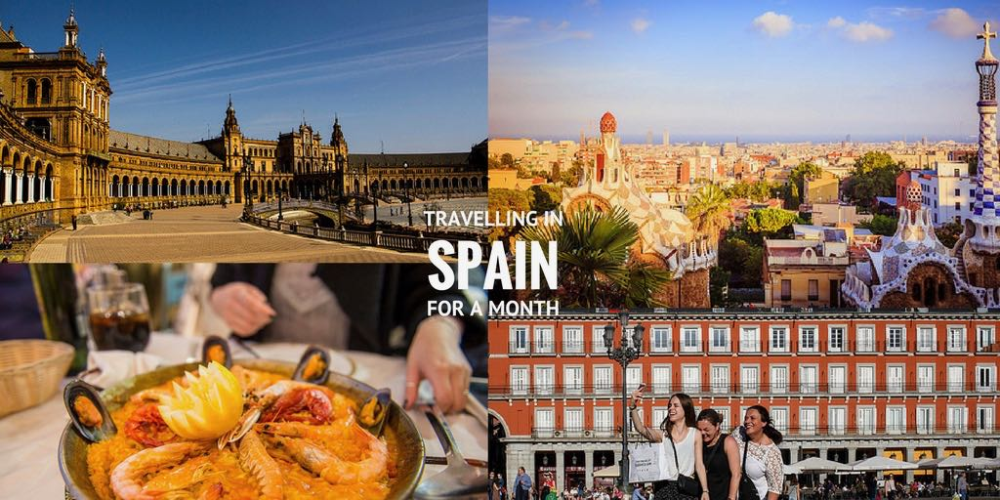 TRAVELLING IN
SPAIN
FOR A MONTH